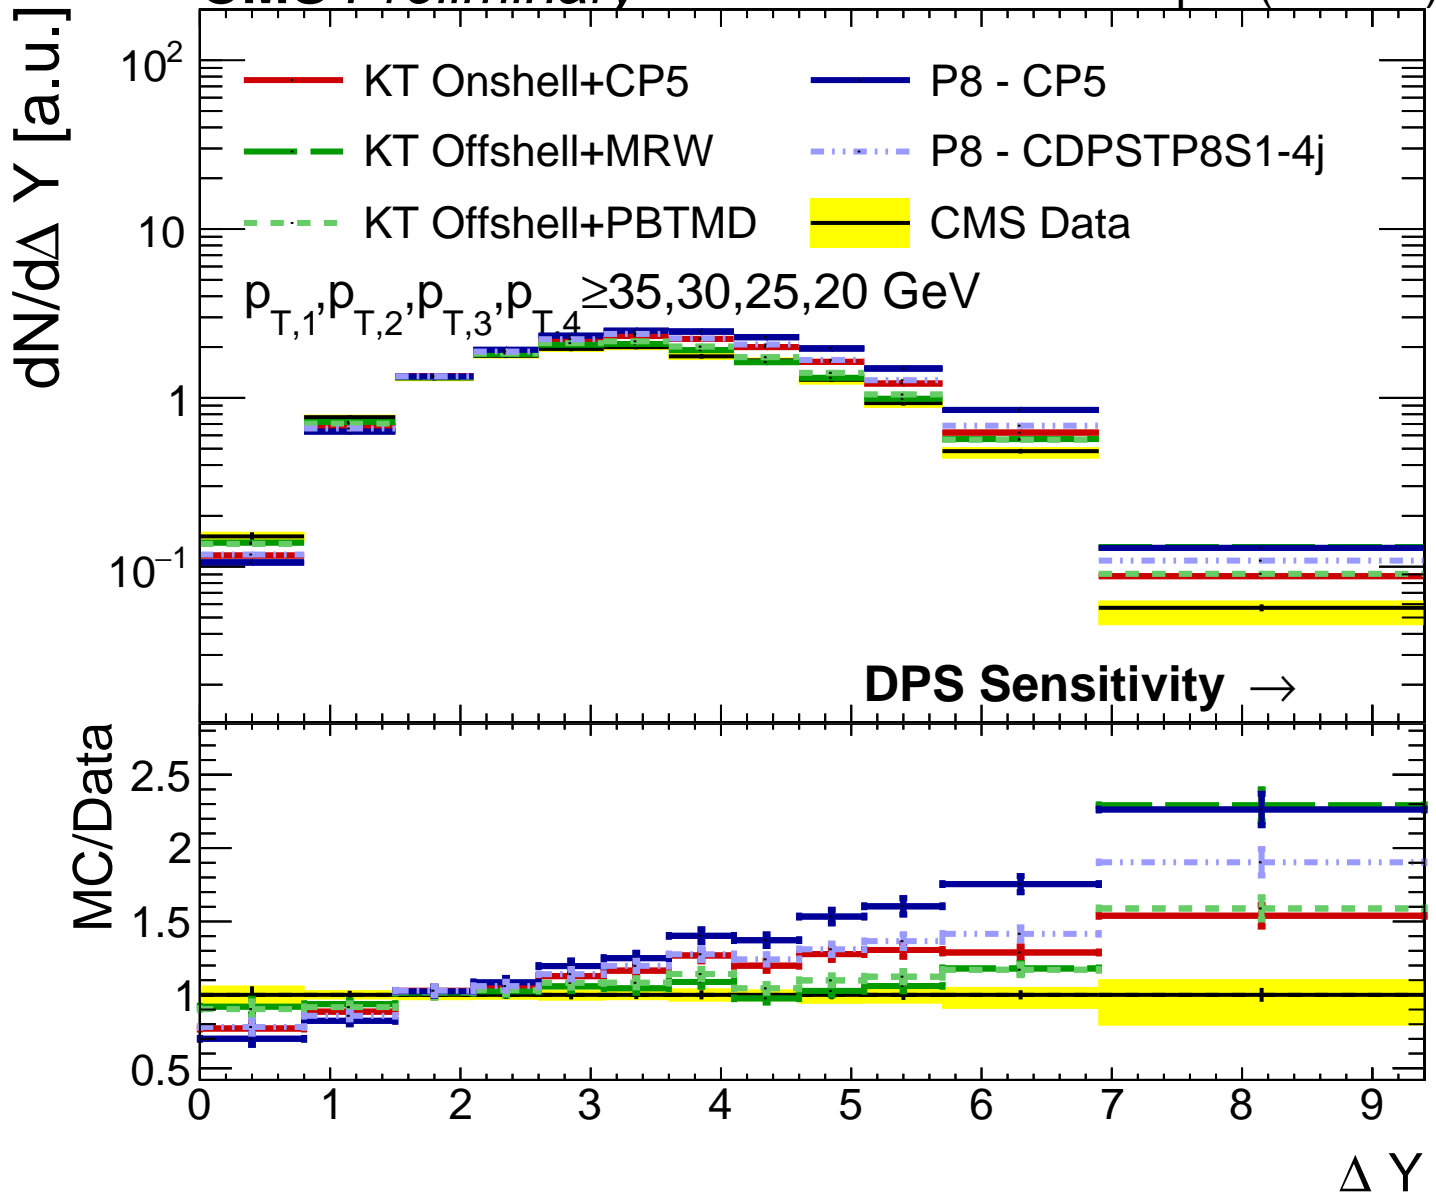 CMS Preliminary
dN/dΔ Y [a.u.]
10²
10
1
10⁻¹
KT Onshell+CP5
KT Offshell+MRW
KT Offshell+PBTMD
P8 - CP5
P8 - CDPSTP8S1-4j
CMS Data
p_T,1,p_T,2,p_T,3,p_T,4≥35,30,25,20 GeV
DPS Sensitivity →
MC/Data
2.5
2
1.5
1
0.5
0 1 2 3 4 5 6 7 8 9
Δ Y